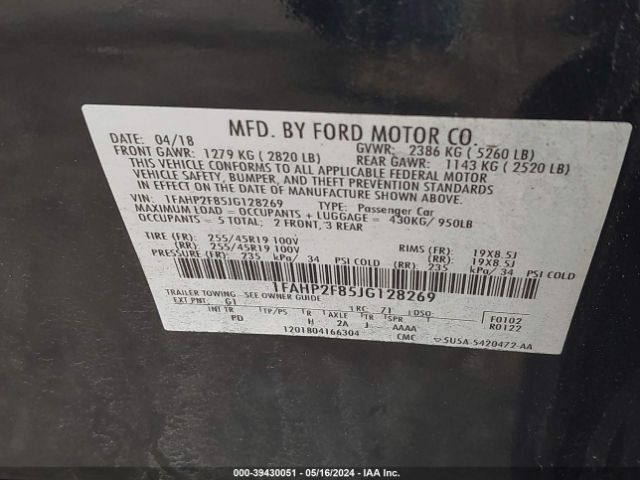 MFD. BY FORD MOTOR CO.
DATE: 04/18 GVWR: 2386 KG ( 5260 LB)
FRONT GAWR: 1279 KG ( 2820 LB) REAR GAWR: 1143 KG ( 2520 LB)
THIS VEHICLE CONFORMS TO ALL APPLICABLE FEDERAL MOTOR
VEHICLE SAFETY, BUMPER, AND THEFT PREVENTION STANDARDS
IN EFFECT ON THE DATE OF MANUFACTURE SHOWN ABOVE.
VIN: 1FAHP2F85JG128269 TYPE: Passenger Car
MAXIMUM LOAD = OCCUPANTS + LUGGAGE = 430KG/ 950LB
OCCUPANTS = 5 TOTAL; 2 FRONT, 3 REAR
TIRE (FR): 255/45R19 100V RIMS (FR): 19X8.5J
(RR): 255/45R19 100V (RR): 19X8.5J
PRESSURE (FR): 235 kPa/ 34 PSI COLD (RR): 235 kPa/ 34 PSI COLD
1FAHP2F85JG128269
TRAILER TOWING- SEE OWNER GUIDE
EXT PNT: G1 RC: 71 DSO: F0102
INT TR TP/PS R AXLE TR SPR R0122
PD H 2A J AAAA
1201804166304 CMC 5U5A-5420472-AA
000-39430051 - 05/16/2024 - IAA Inc.